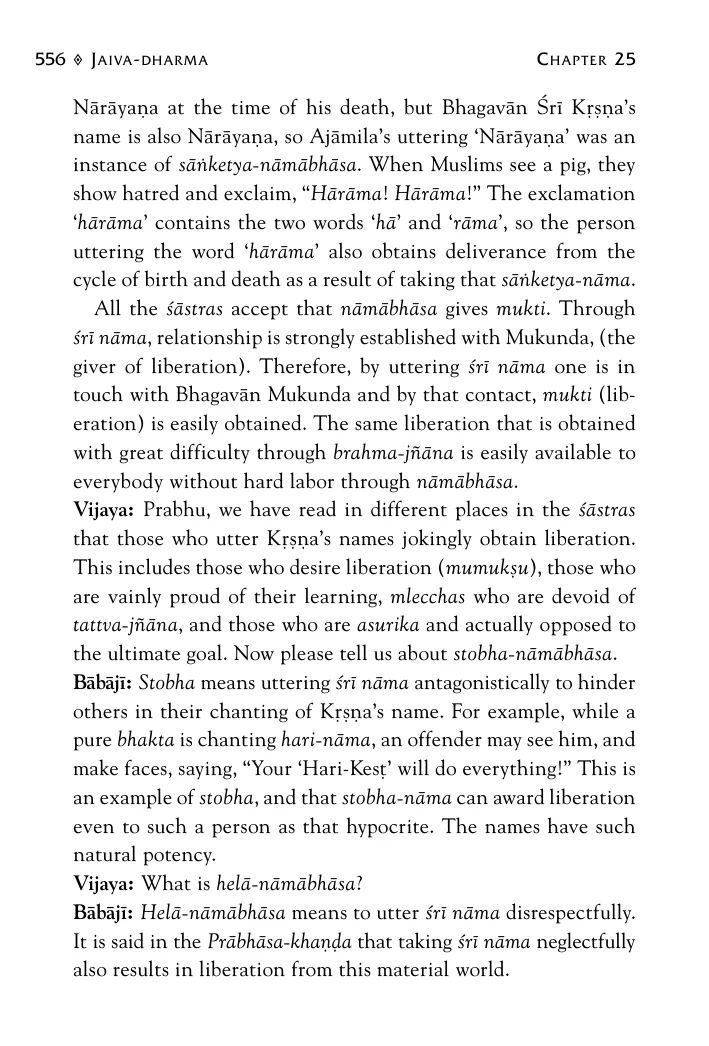 556 ◊ JAIVA-DHARMA CHAPTER 25
Nārāyaṇa at the time of his death, but Bhagavān Śrī Kṛṣṇa’s
name is also Nārāyaṇa, so Ajāmila’s uttering ‘Nārāyaṇa’ was an
instance of sāṅketya-nāmābhāsa. When Muslims see a pig, they
show hatred and exclaim, “Hārāma! Hārāma!” The exclamation
‘hārāma’ contains the two words ‘hā’ and ‘rāma’, so the person
uttering the word ‘hārāma’ also obtains deliverance from the
cycle of birth and death as a result of taking that sāṅketya-nāma.
All the śāstras accept that nāmābhāsa gives mukti. Through
śrī nāma, relationship is strongly established with Mukunda, (the
giver of liberation). Therefore, by uttering śrī nāma one is in
touch with Bhagavān Mukunda and by that contact, mukti (lib-
eration) is easily obtained. The same liberation that is obtained
with great difficulty through brahma-jñāna is easily available to
everybody without hard labor through nāmābhāsa.
Vijaya: Prabhu, we have read in different places in the śāstras
that those who utter Kṛṣṇa’s names jokingly obtain liberation.
This includes those who desire liberation (mumukṣu), those who
are vainly proud of their learning, mlecchas who are devoid of
tattva-jñāna, and those who are asurika and actually opposed to
the ultimate goal. Now please tell us about stobha-nāmābhāsa.
Bābājī: Stobha means uttering śrī nāma antagonistically to hinder
others in their chanting of Kṛṣṇa’s name. For example, while a
pure bhakta is chanting hari-nāma, an offender may see him, and
make faces, saying, “Your ‘Hari-Kesṭ’ will do everything!” This is
an example of stobha, and that stobha-nāma can award liberation
even to such a person as that hypocrite. The names have such
natural potency.
Vijaya: What is helā-nāmābhāsa?
Bābājī: Helā-nāmābhāsa means to utter śrī nāma disrespectfully.
It is said in the Prābhāsa-khaṇḍa that taking śrī nāma neglectfully
also results in liberation from this material world.